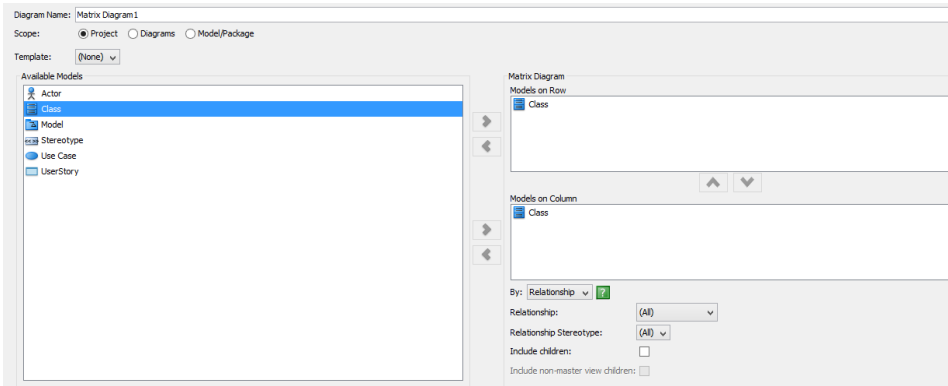 Diagram Name: Matrix Diagram1
Scope: Project Diagrams Model/Package
Template: (None)
Available Models
Actor
Class
Model
Stereotype
Use Case
UserStory
Matrix Diagram
Models on Row
Class
Models on Column
Class
By: Relationship ?
Relationship: (All)
Relationship Stereotype: (All)
Include children:
Include non-master view children: